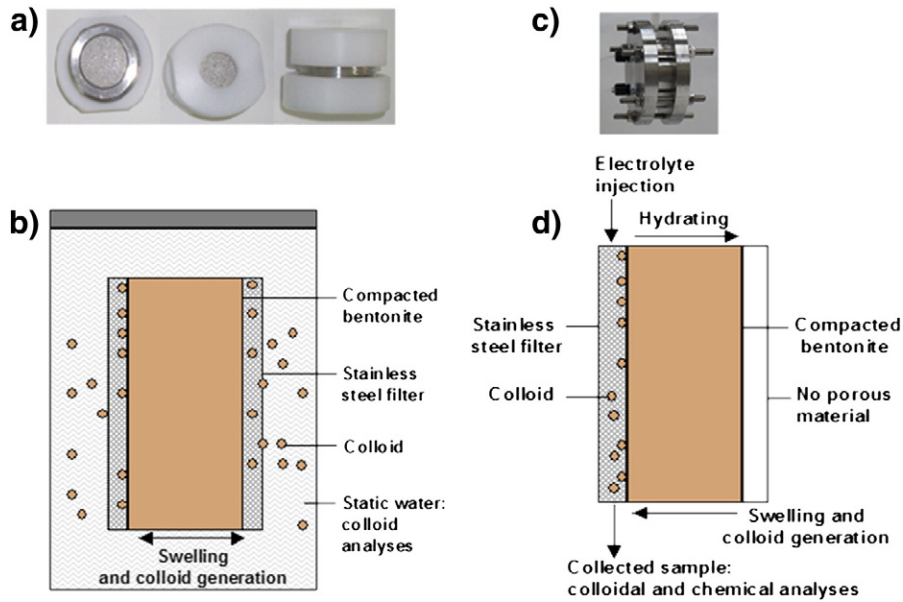 a)
c)
b)
Compacted
bentonite
Stainless
steel filter
Colloid
Static water:
colloid
analyses
Swelling
and colloid generation
Electrolyte
injection
d)
Hydrating
Stainless
steel filter
Colloid
Compacted
bentonite
No porous
material
Swelling and
colloid generation
Collected sample:
colloidal and chemical analyses